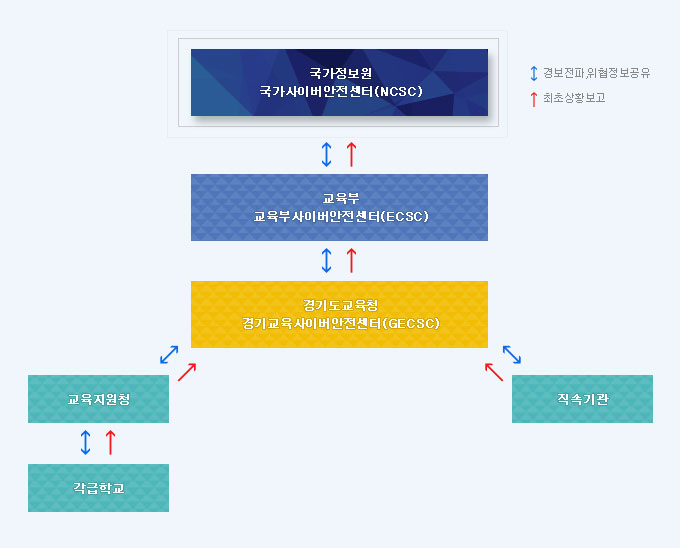 국가정보원
국가사이버안전센터(NCSC)
경보전파,위협정보공유
최초상황보고
교육부
교육부사이버안전센터(ECSC)
경기도교육청
경기교육사이버안전센터(GECSC)
교육지원청
직속기관
각급학교